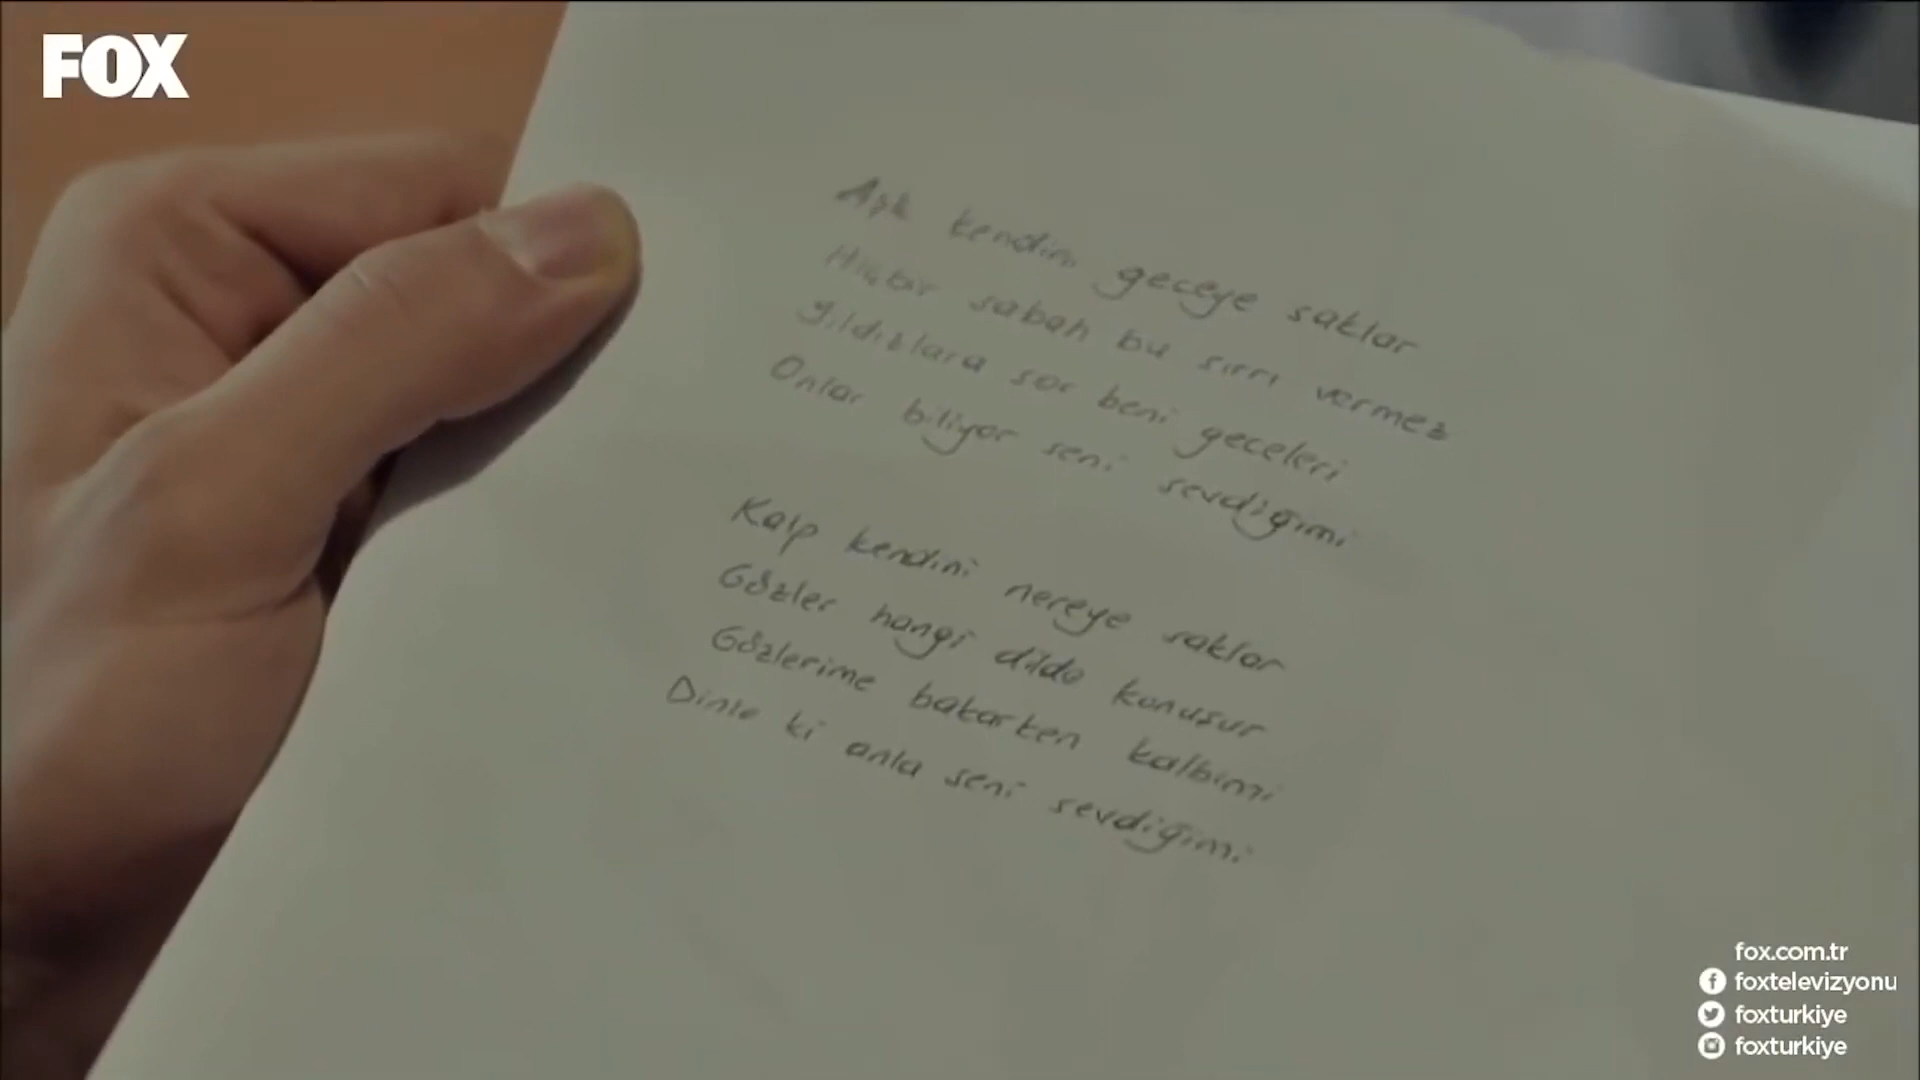 FOX
Aşk kendini geceye saklar
Hiçbir sabah bu sırrı vermez
Yıldızlara sor beni geceleri
Onlar biliyor seni sevdiğimi
Kalp kendini nereye saklar
Gözler hangi dilde konuşur
Gözlerime bakarken kalbimi
Dinle ki anla seni sevdiğimi
fox.com.tr
foxtelevizyonu
foxturkiye
foxturkiye